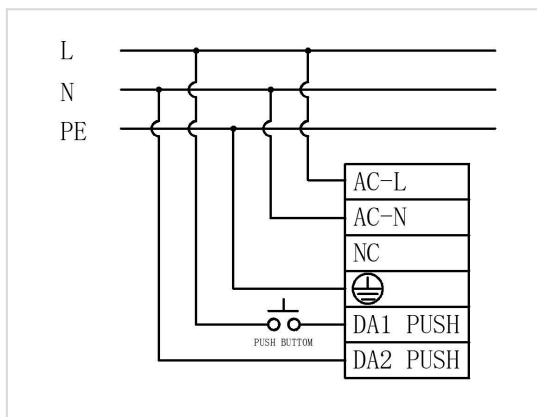 L
N
PE
AC-L
AC-N
NC
DA1 PUSH
PUSH BUTTOM
DA2 PUSH